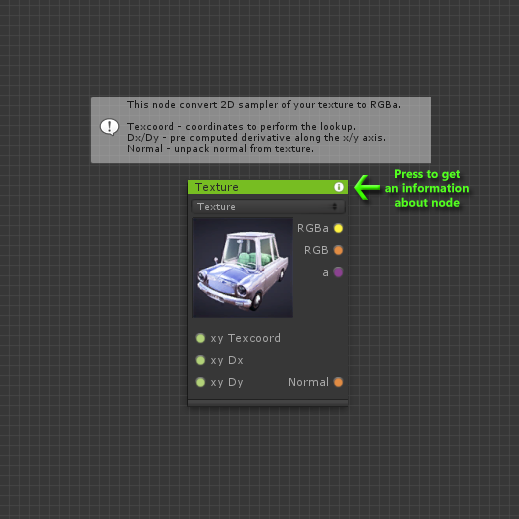 This node convert 2D sampler of your texture to RGBa.
Texcoord - coordinates to perform the lookup.
Dx/Dy - pre computed derivative along the x/y axis.
Normal - unpack normal from texture.
Press to get
an information
about node
Texture
Texture
RGBa
RGB
a
xy Texcoord
xy Dx
xy Dy Normal